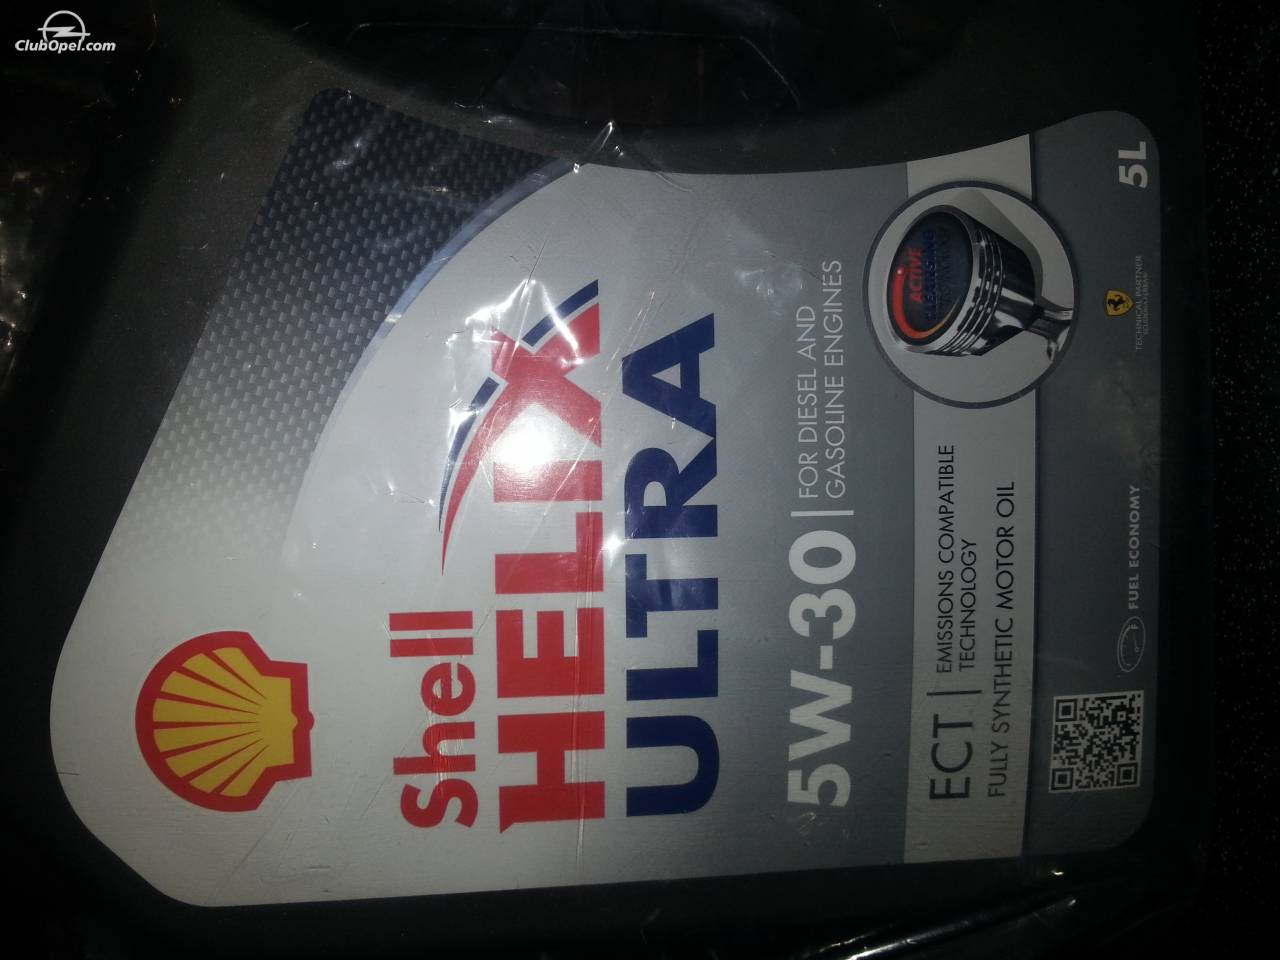 ClubOpel.com
Shell
HELIX
ULTRA
5W-30
FOR DIESEL AND
GASOLINE ENGINES
ECT
EMISSIONS COMPATIBLE
TECHNOLOGY
FULLY SYNTHETIC MOTOR OIL
ACTIVE
CLEANSING
FUEL ECONOMY
TECHNICAL PARTNER
5L